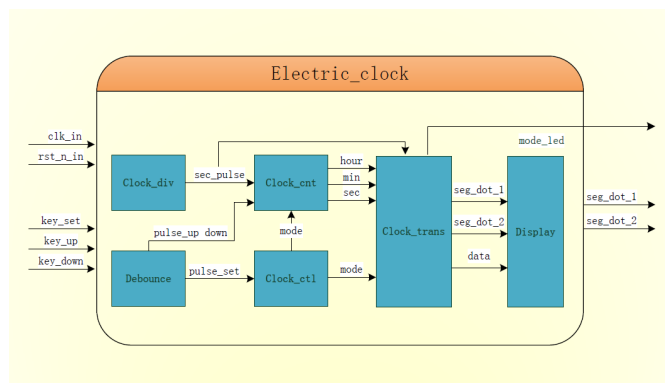 Electric_clock
clk_in
rst_n_in
key_set
key_up
key_down
Clock_div
sec_pulse
Clock_cnt
hour
min
sec
mode_led
Clock_trans
seg_dot_1
seg_dot_2
data
Display
seg_dot_1
seg_dot_2
pulse_up down
mode
Debounce
pulse_set
Clock_ctl
mode